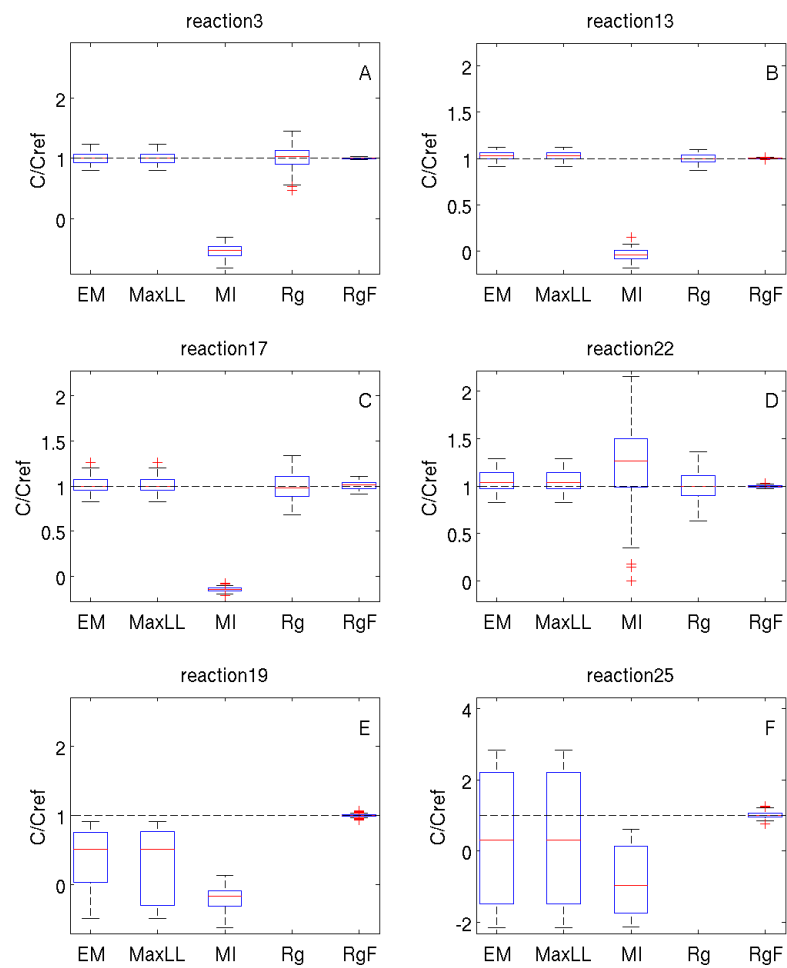 reaction3
A
2
1
0
C/Cref
EM MaxLL MI Rg RgF
reaction13
B
2
1.5
1
0.5
0
C/Cref
EM MaxLL MI Rg RgF
reaction17
C
2
1.5
1
0.5
0
C/Cref
EM MaxLL MI Rg RgF
reaction22
D
2
1.5
1
0.5
0
C/Cref
EM MaxLL MI Rg RgF
reaction19
E
2
1
0
C/Cref
EM MaxLL MI Rg RgF
reaction25
F
4
2
0
-2
C/Cref
EM MaxLL MI Rg RgF